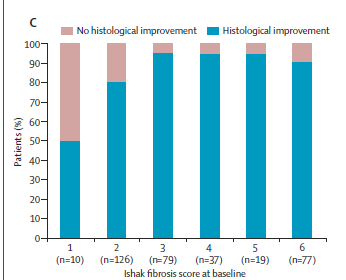 C
No histological improvement Histological improvement
100
90
80
70
60
50
40
30
20
10
0
Patients (%)
1 2 3 4 5 6
(n=10) (n=126) (n=79) (n=37) (n=19) (n=77)
Ishak fibrosis score at baseline